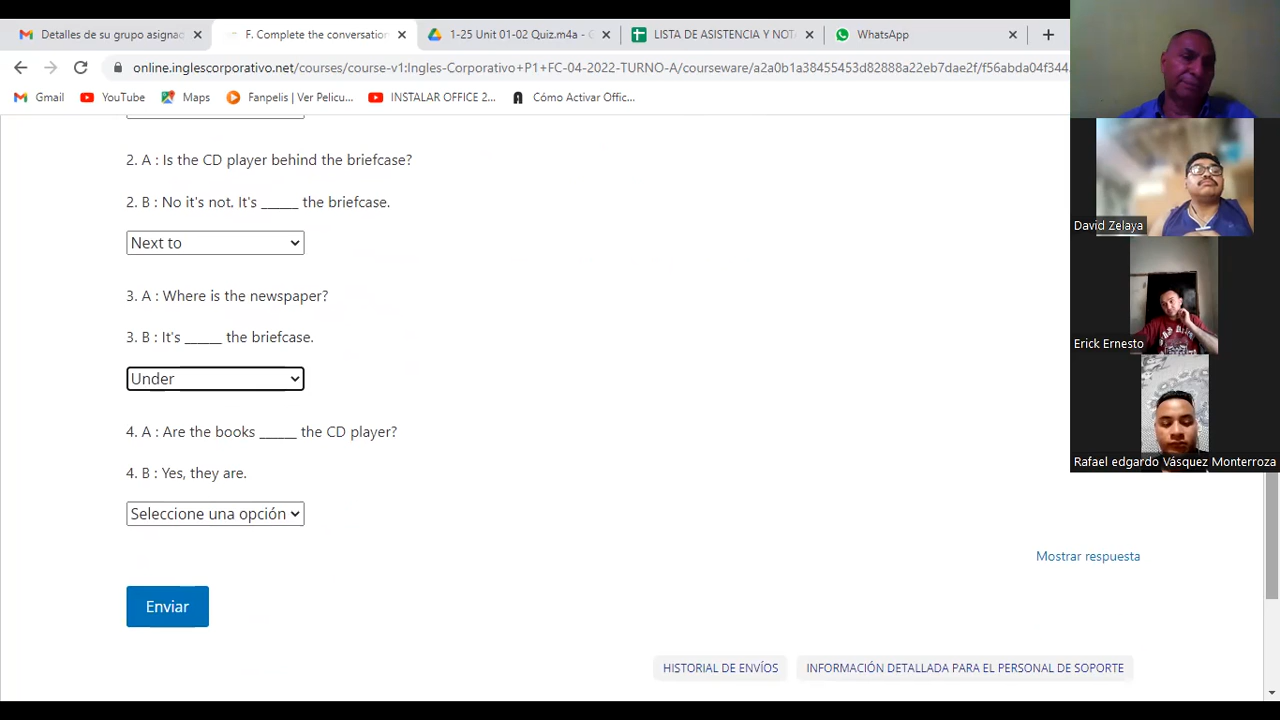 Detalles de su grupo asignac
F. Complete the conversation
1-25 Unit 01-02 Quiz.m4a - G
LISTA DE ASISTENCIA Y NOT
WhatsApp
online.inglescorporativo.net/courses/course-v1:Ingles-Corporativo+P1+FC-04-2022-TURNO-A/courseware/a2a0b1a38455453d82888a22eb7dae2f/f56abda04f344
Gmail
YouTube
Maps
Fanpelis | Ver Pelicu...
INSTALAR OFFICE 2...
Cómo Activar Offic...
2. A : Is the CD player behind the briefcase?
2. B : No it's not. It's ______ the briefcase.
Next to
3. A : Where is the newspaper?
3. B : It's ______ the briefcase.
Under
4. A : Are the books ______ the CD player?
4. B : Yes, they are.
Seleccione una opción
Mostrar respuesta
Enviar
HISTORIAL DE ENVÍOS
INFORMACIÓN DETALLADA PARA EL PERSONAL DE SOPORTE
David Zelaya
Erick Ernesto
Rafael edgardo Vásquez Monterroza